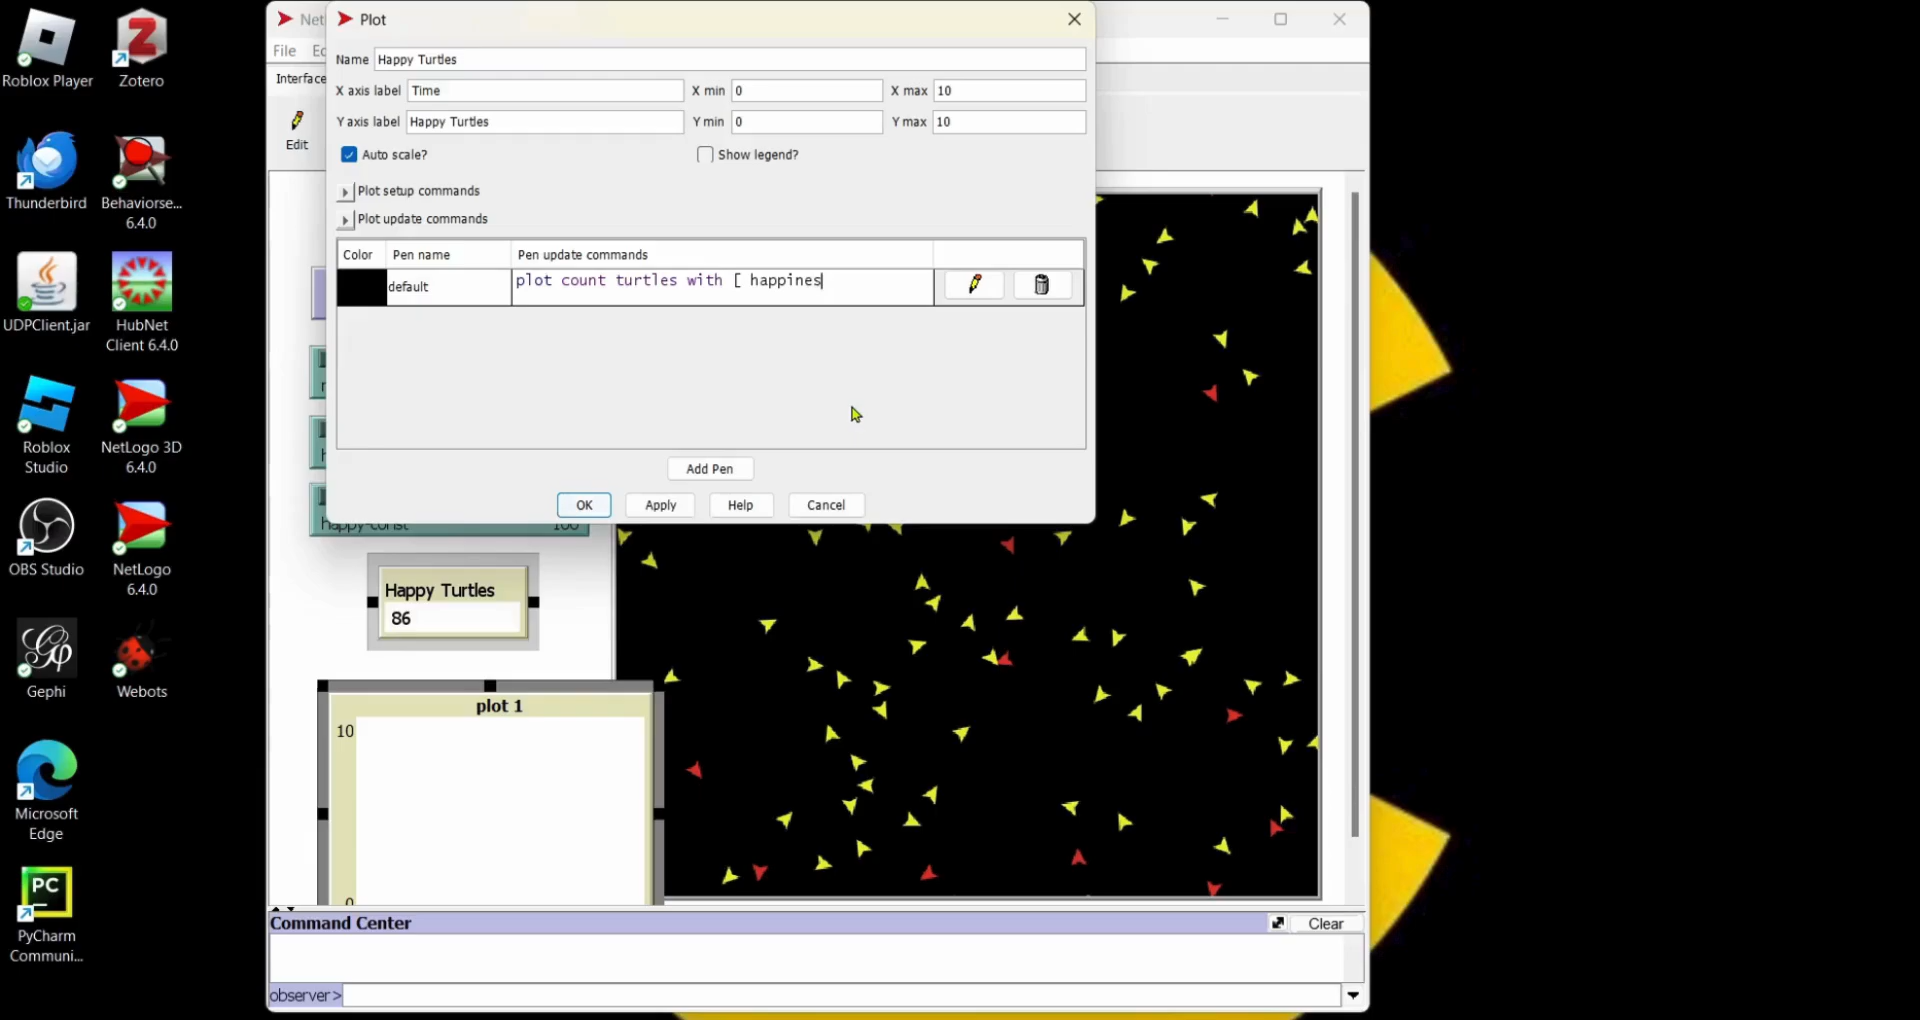 Roblox Player
Zotero
Thunderbird
Behaviorse...
6.4.0
UDPClient.jar
HubNet
Client 6.4.0
Roblox
Studio
NetLogo 3D
6.4.0
OBS Studio
NetLogo
6.4.0
Gephi
Webots
Microsoft
Edge
PC
PyCharm
Communi...
Net
File
Interface
Edit
Plot
Name Happy Turtles
X axis label Time X min 0 X max 10
Y axis label Happy Turtles Y min 0 Y max 10
Auto scale? Show legend?
Plot setup commands
Plot update commands
Color Pen name Pen update commands
default plot count turtles with [ happines
Add Pen
OK Apply Help Cancel
happy-const 100
Happy Turtles
86
plot 1
10
0
Command Center Clear
observer>